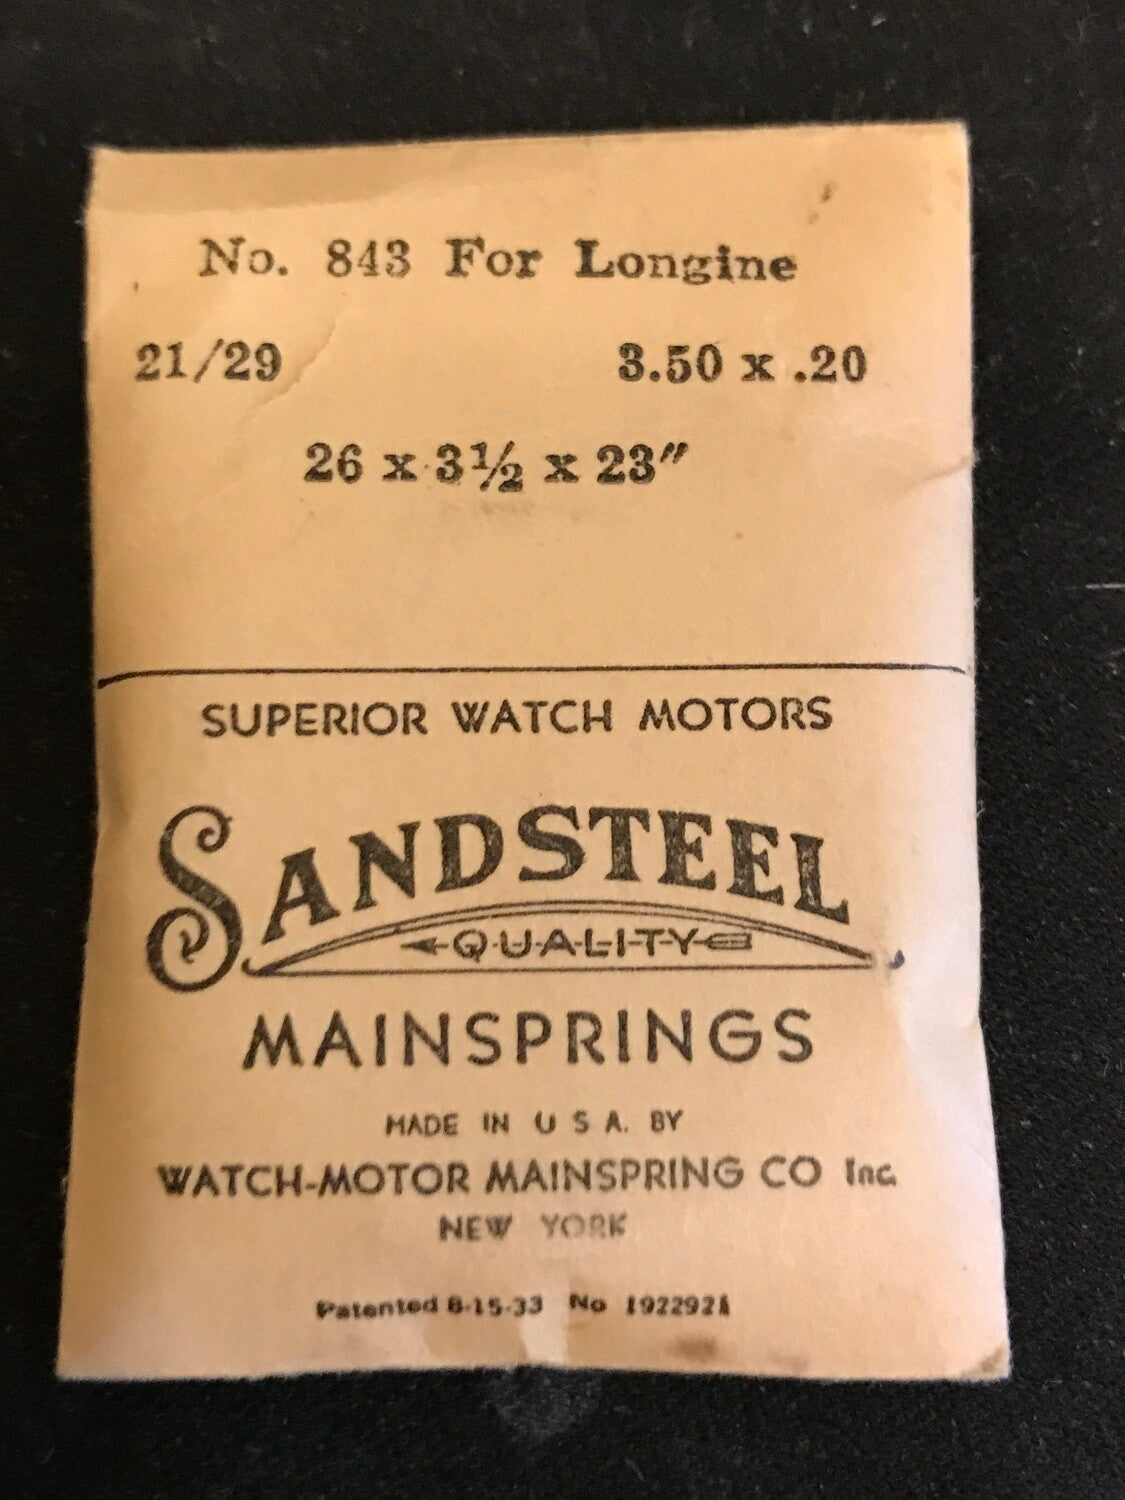 No. 843 For Longine
21/29 3.50 x .20
26 x 3½ x 23″
SUPERIOR WATCH MOTORS
SANDSTEEL
QUALITY
MAINSPRINGS
MADE IN U S A. BY
WATCH-MOTOR MAINSPRING CO Inc.
NEW YORK
Patented 8-15-33 No 1922921